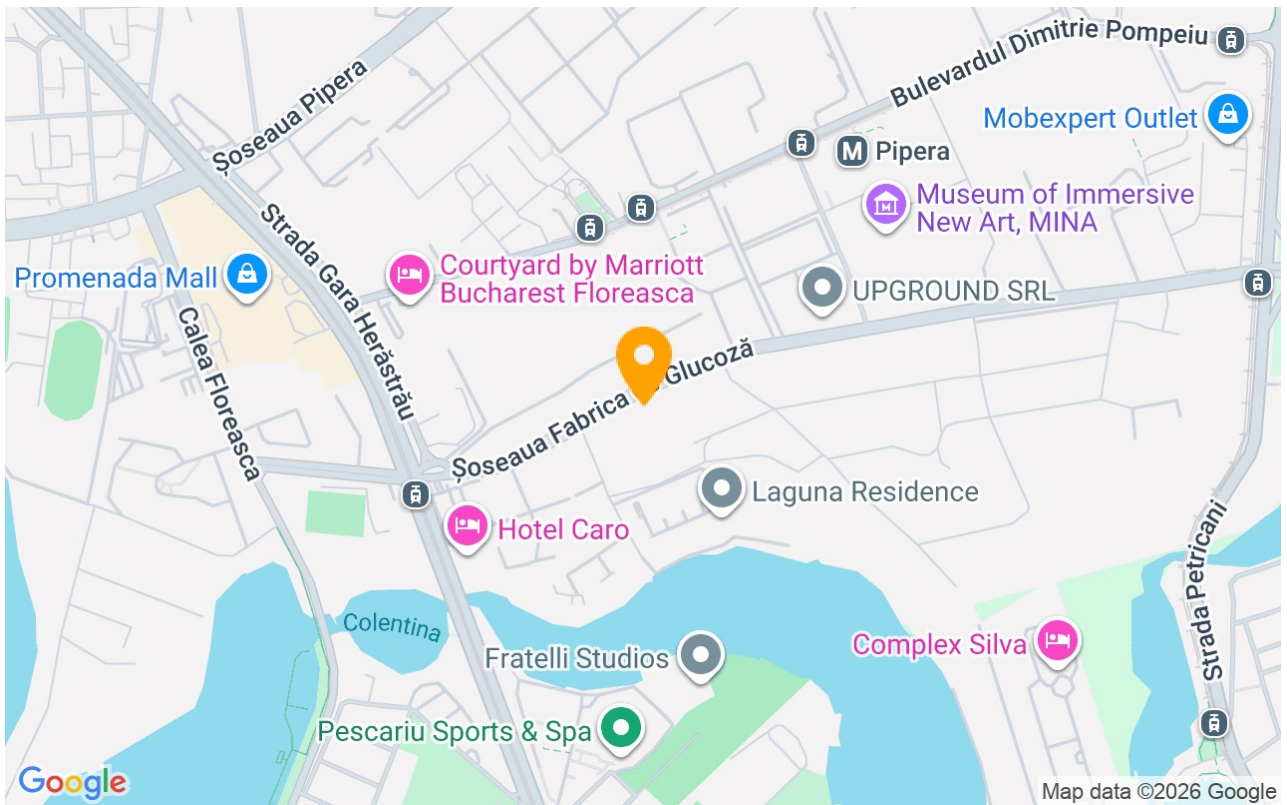 Șoseaua Pipera
Bulevardul Dimitrie Pompeiu
Mobexpert Outlet
M Pipera
Museum of Immersive
New Art, MINA
Strada Gara Herăstrău
Promenada Mall
Courtyard by Marriott
Bucharest Floreasca
UPGROUND SRL
Calea Floreasca
Șoseaua Fabrica
Glucoză
Laguna Residence
Hotel Caro
Strada Petricani
Colentina
Fratelli Studios
Complex Silva
Pescariu Sports & Spa
Google
Map data ©2026 Google